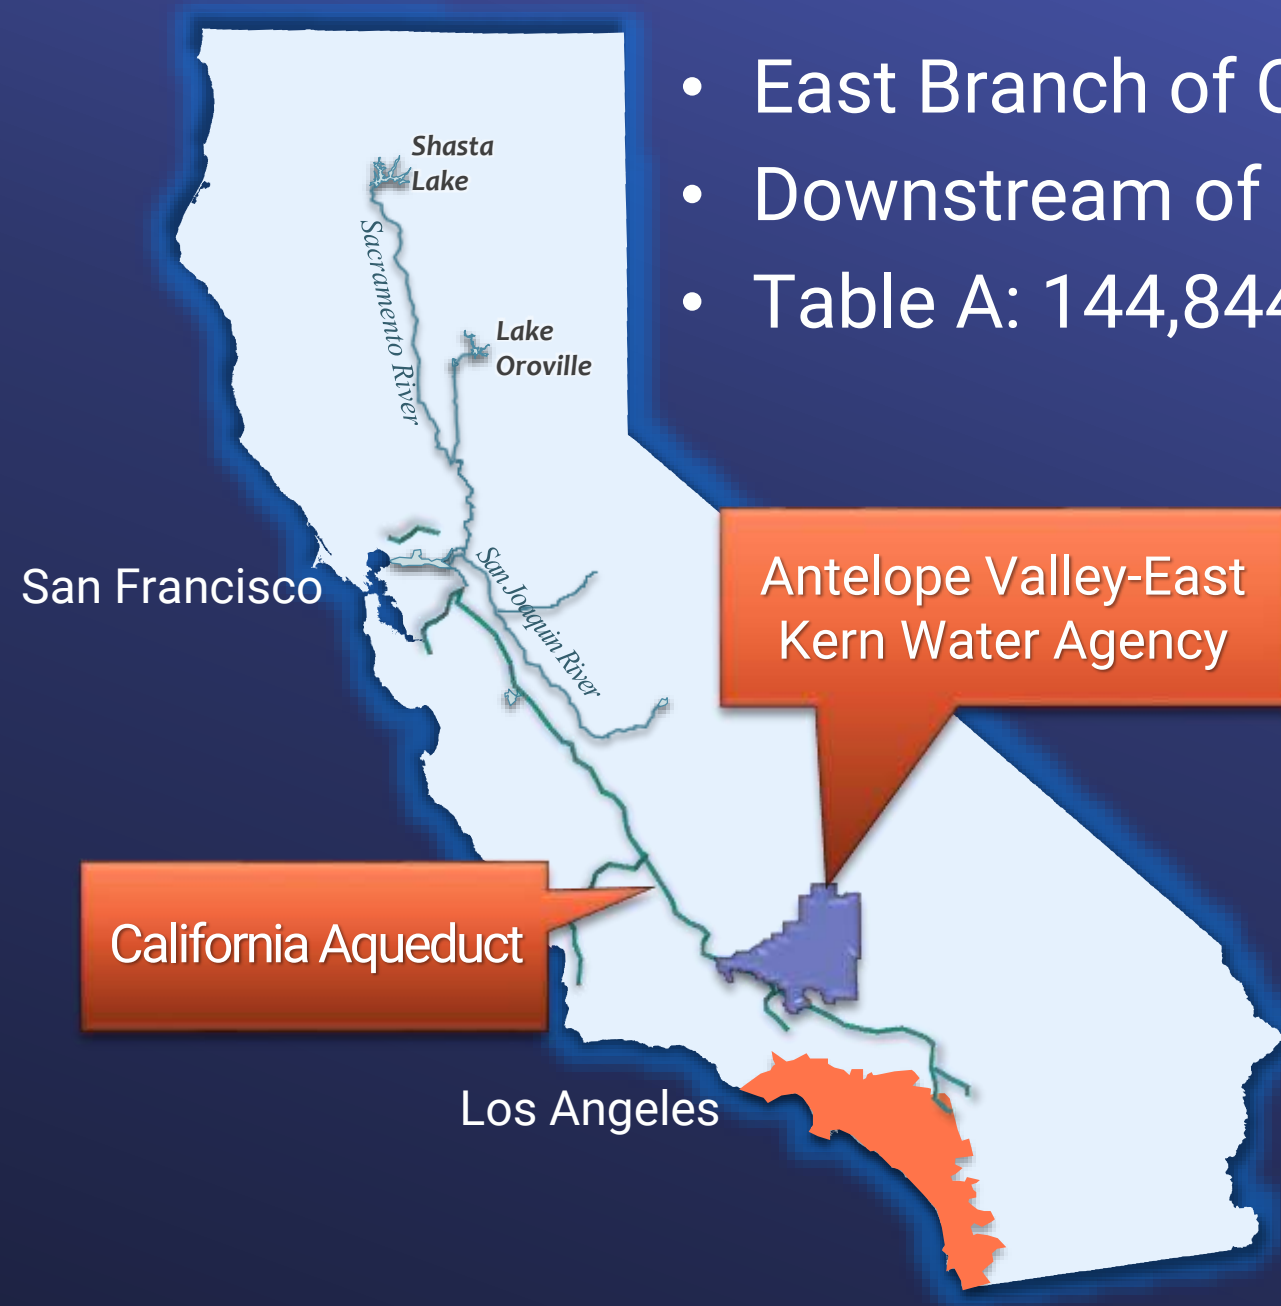 • East Branch of
• Downstream of
• Table A: 144,844
Shasta
Lake
Sacramento River
Lake
Oroville
San Francisco
San Joaquin River
Antelope Valley-East
Kern Water Agency
California Aqueduct
Los Angeles